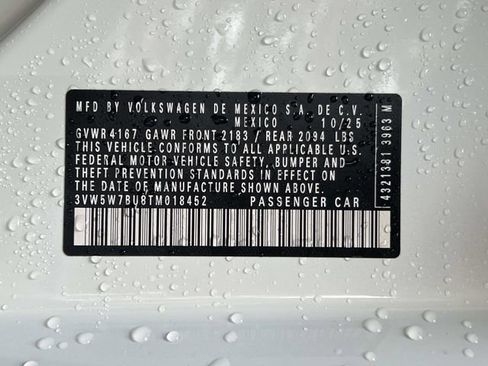 MFD BY VOLKSWAGEN DE MEXICO S.A. DE C.V.
MEXICO 10/25
GVWR 4167 GAWR FRONT 2183 / REAR 2094 LBS
THIS VEHICLE CONFORMS TO ALL APPLICABLE U.S.
FEDERAL MOTOR VEHICLE SAFETY, BUMPER AND
THEFT PREVENTION STANDARDS IN EFFECT ON THE
DATE OF MANUFACTURE SHOWN ABOVE.
3VW5W7BU8TM018452 PASSENGER CAR
4321381 3963 M